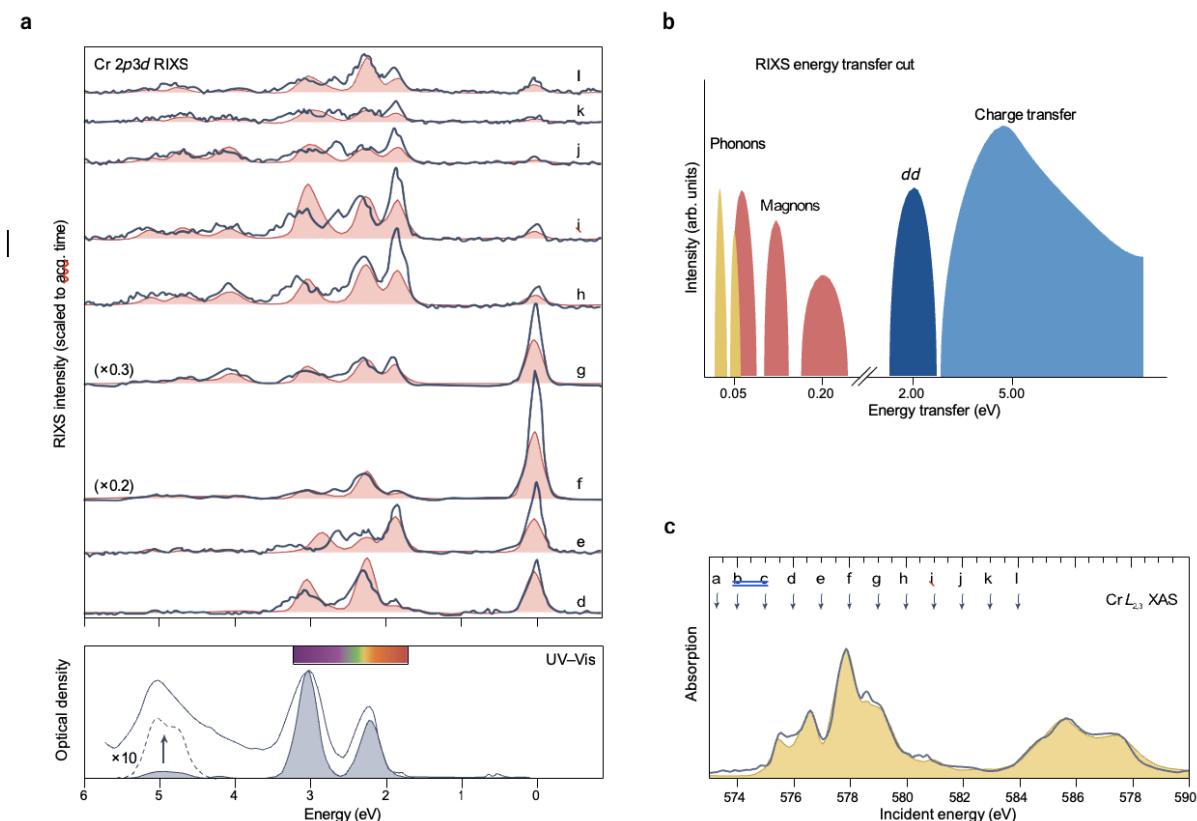 a
Cr 2p3d RIXS
l
k
j
i
h
(×0.3)
g
(×0.2)
f
e
d
RIXS intensity (scaled to acq. time)
UV–Vis
×10
Optical density
6 5 4 3 2 1 0
Energy (eV)
b
RIXS energy transfer cut
Charge transfer
Phonons
dd
Magnons
Intensity (arb. units)
0.05 0.20 2.00 5.00
Energy transfer (eV)
c
a b c d e f g h i j k l
Cr L2,3 XAS
Absorption
574 576 578 580 582 584 586 578 590
Incident energy (eV)